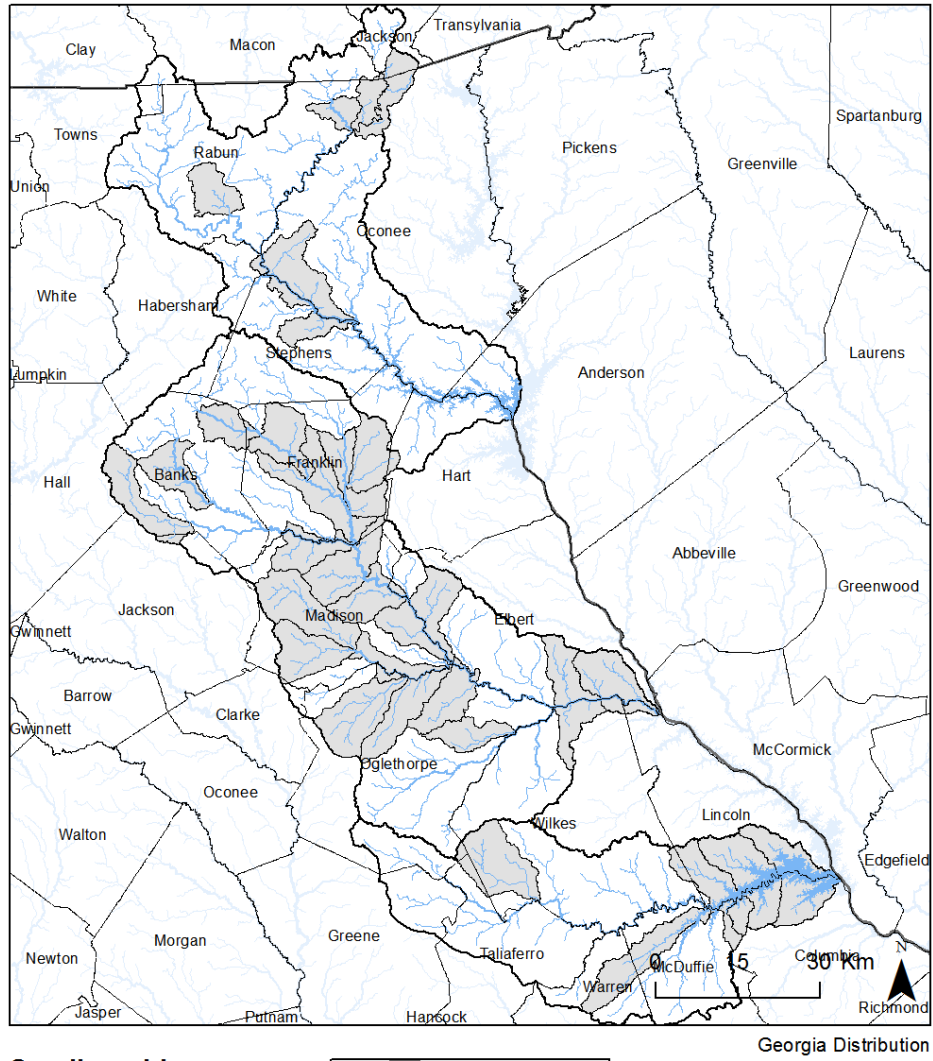 Transylvania
Jackson
Macon
Clay
Spartanburg
Towns
Pickens
Rabun
Greenville
Union
Oconee
White
Habersham
Stephens
Laurens
Lumpkin
Anderson
Franklin
Banks
Hart
Hall
Abbeville
Greenwood
Jackson
Madison
Elbert
Gwinnett
Barrow
Clarke
Gwinnett
McCormick
Oglethorpe
Oconee
Lincoln
Wilkes
Walton
Edgefield
Greene
Morgan
N
Taliaferro
Columbia
Newton
0 15 30 Km
McDuffie
Warren
Richmond
Jasper
Putnam
Hancock
Georgia Distribution